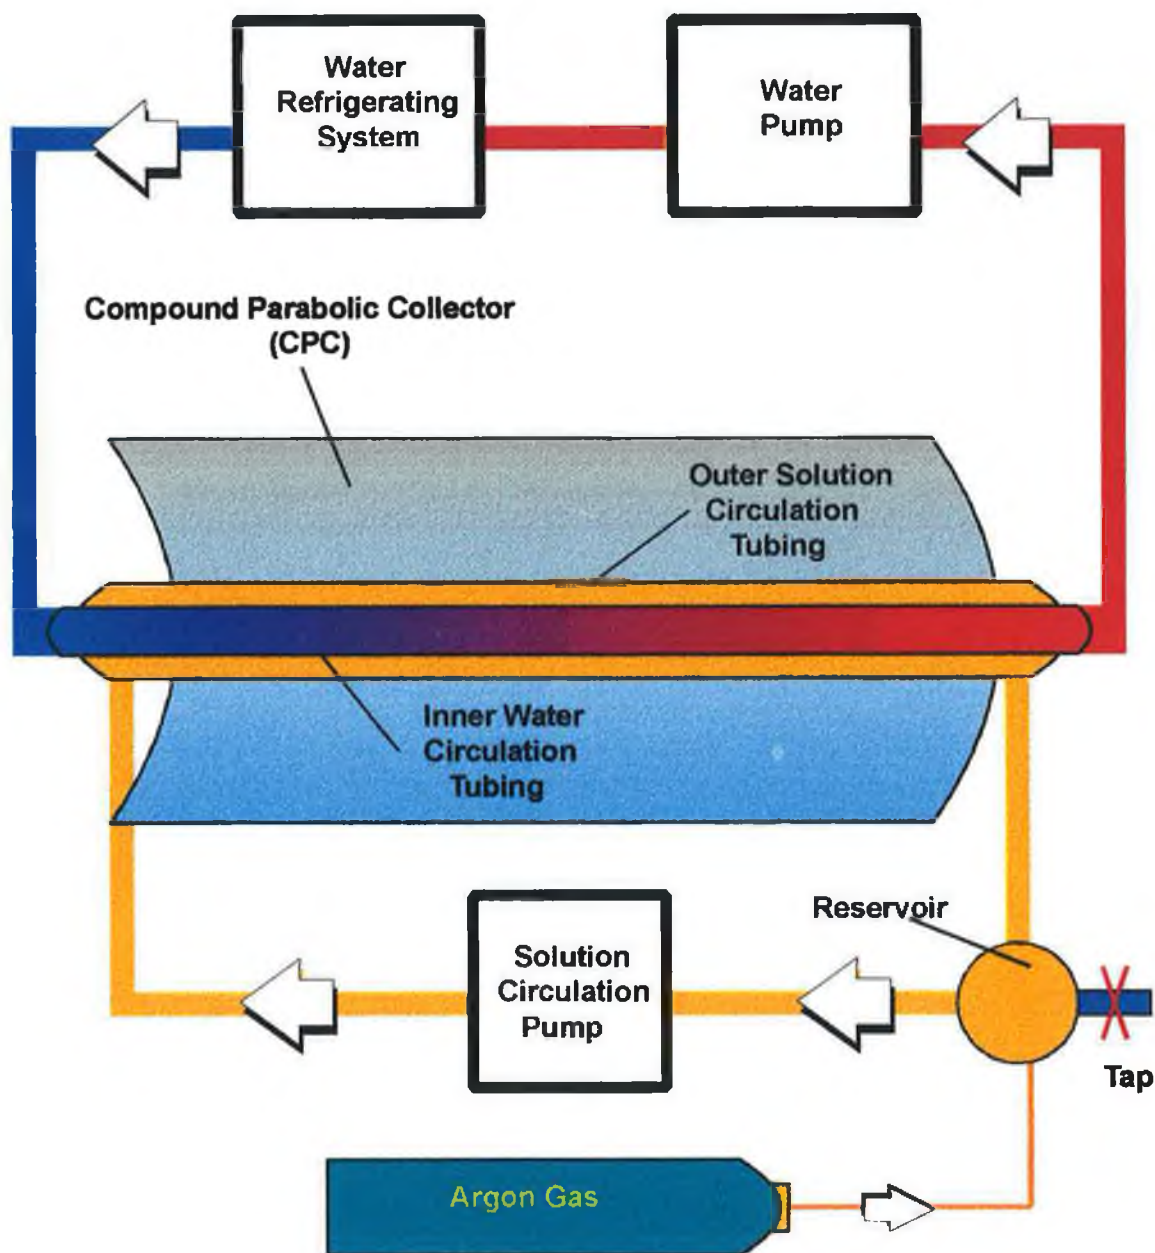 Water
Refrigerating
System
Water
Pump
Compound Parabolic Collector
(CPC)
Outer Solution
Circulation
Tubing
Inner Water
Circulation
Tubing
Reservoir
Solution
Circulation
Pump
Tap
Argon Gas